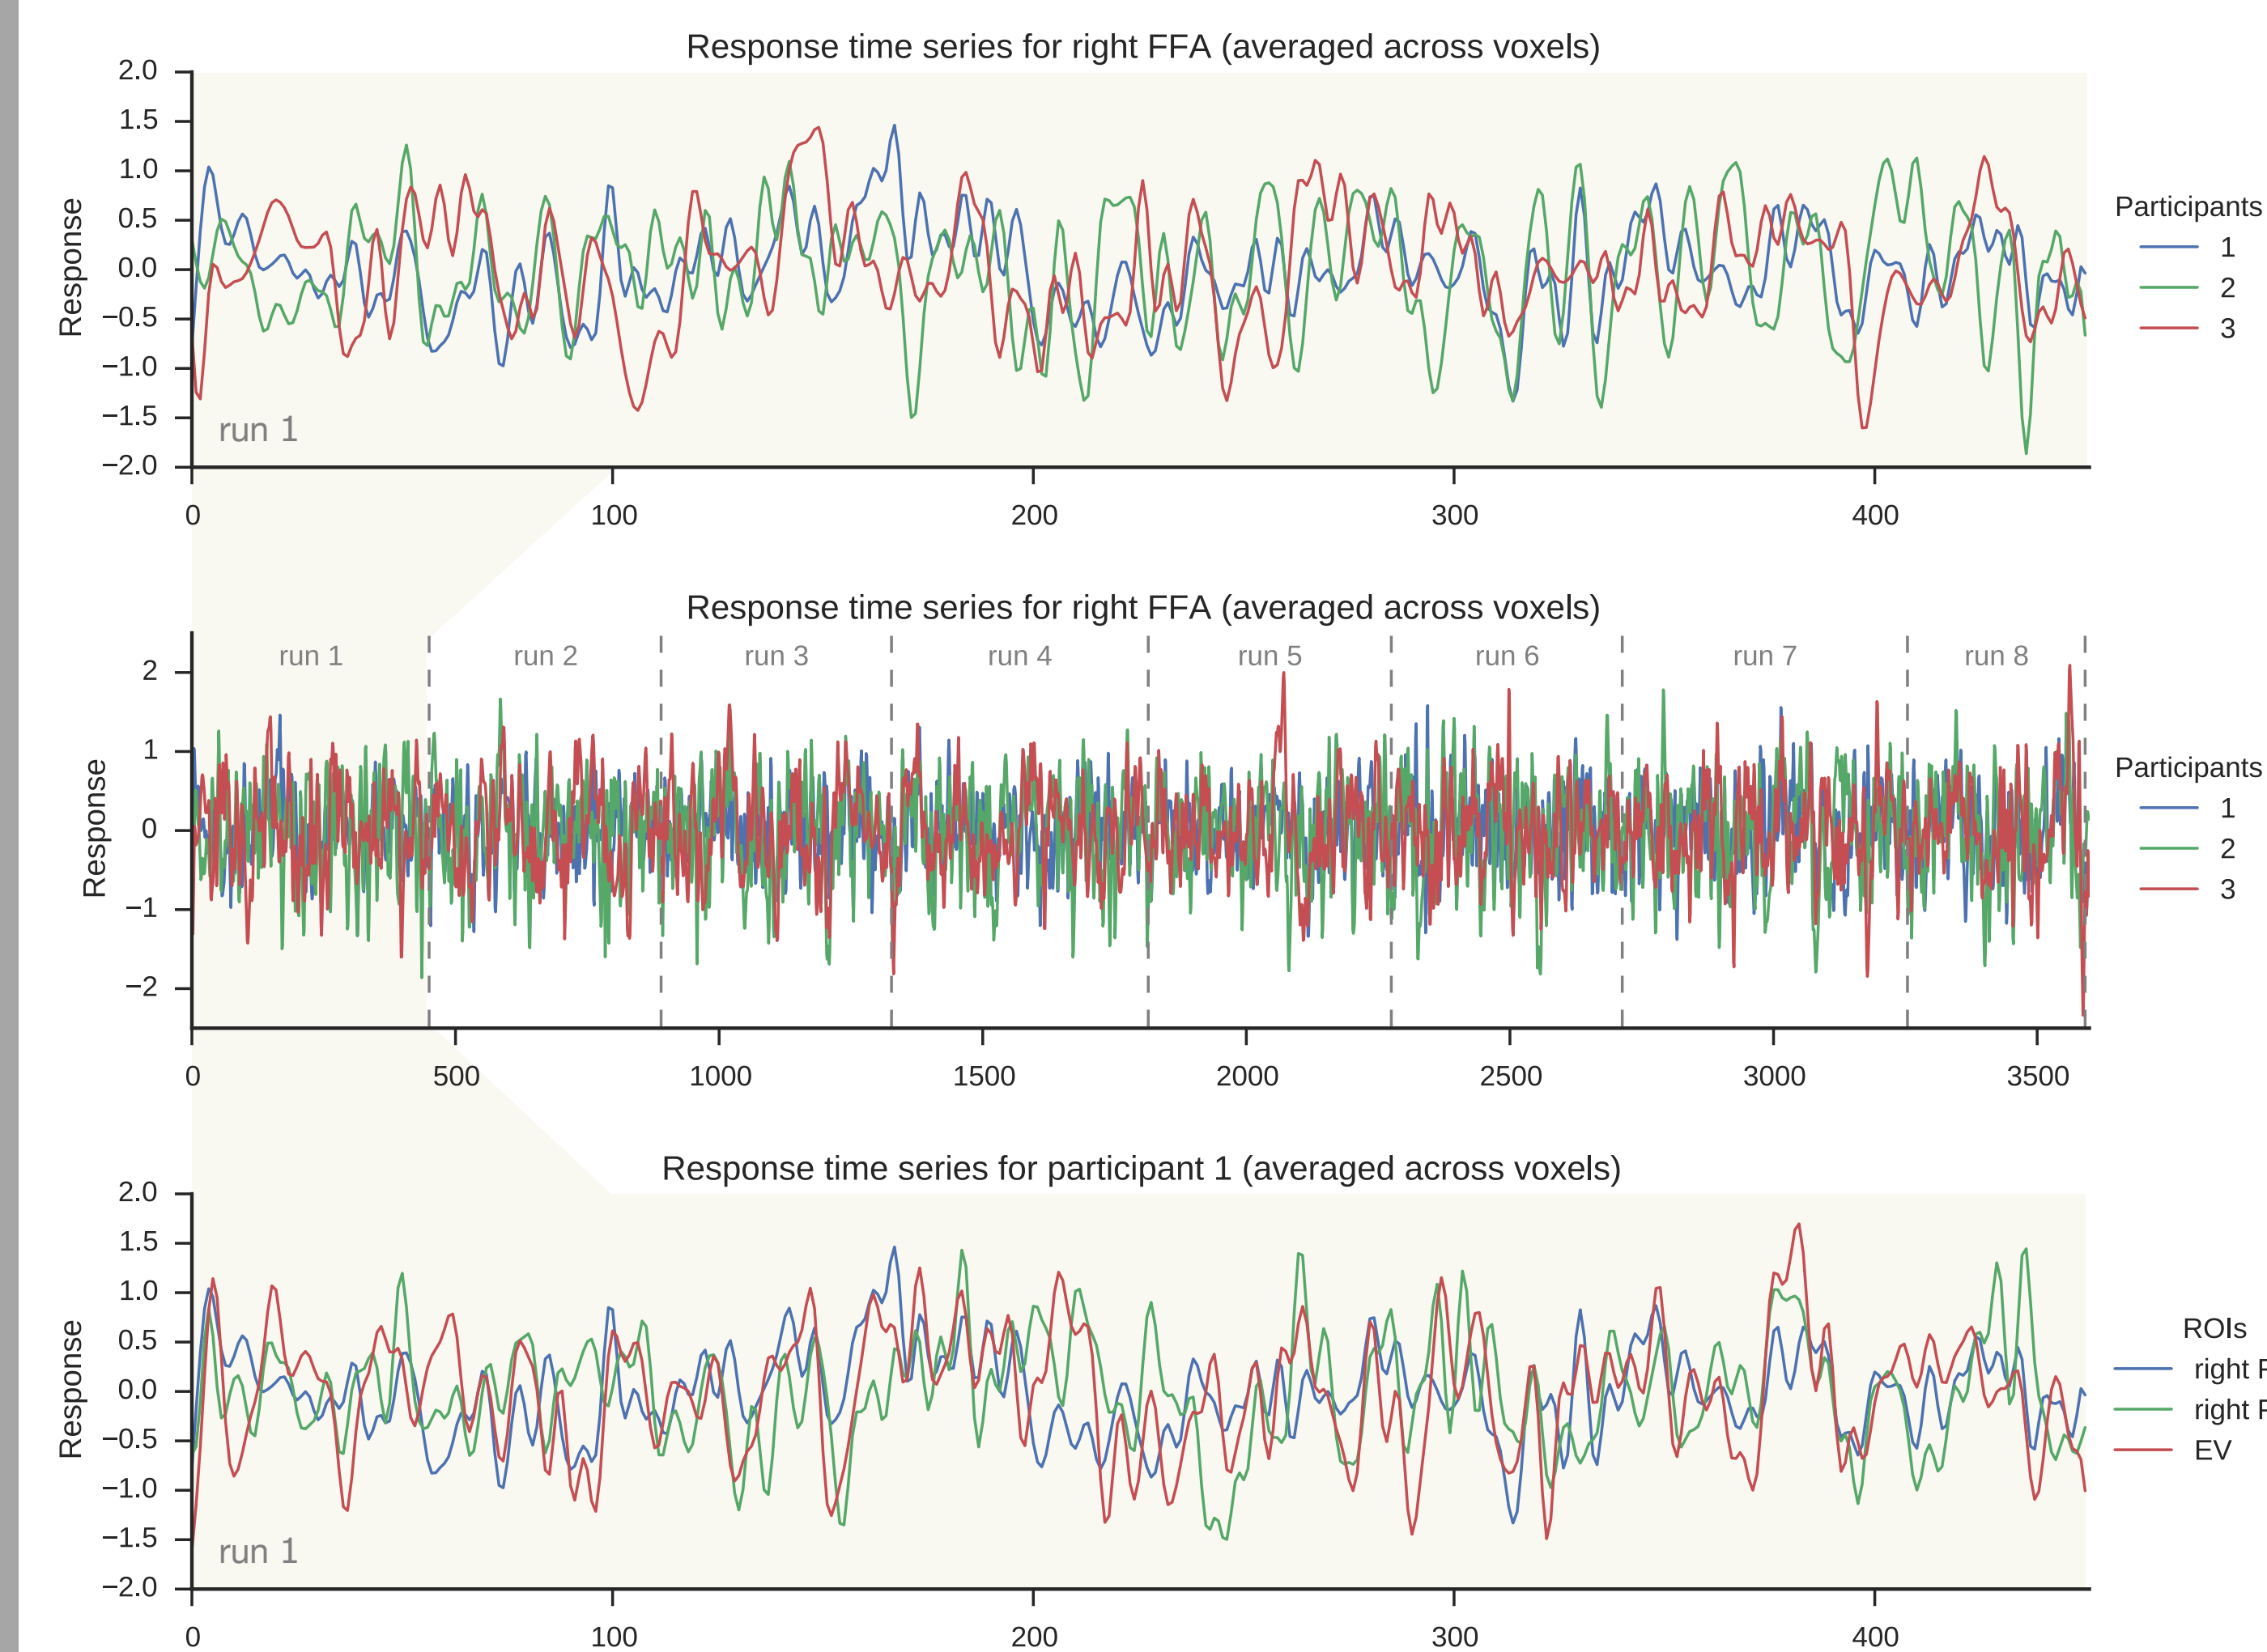 Response time series for right FFA (averaged across voxels)
2.0
1.5
1.0
0.5
0.0
−0.5
−1.0
−1.5
−2.0
Response
run 1
0 100 200 300 400
Participants
1
2
3
Response time series for right FFA (averaged across voxels)
run 1 run 2 run 3 run 4 run 5 run 6 run 7 run 8
2
1
0
−1
−2
Response
0 500 1000 1500 2000 2500 3000 3500
Participants
1
2
3
Response time series for participant 1 (averaged across voxels)
2.0
1.5
1.0
0.5
0.0
−0.5
−1.0
−1.5
−2.0
Response
run 1
0 100 200 300 400
ROIs
right
right
EV